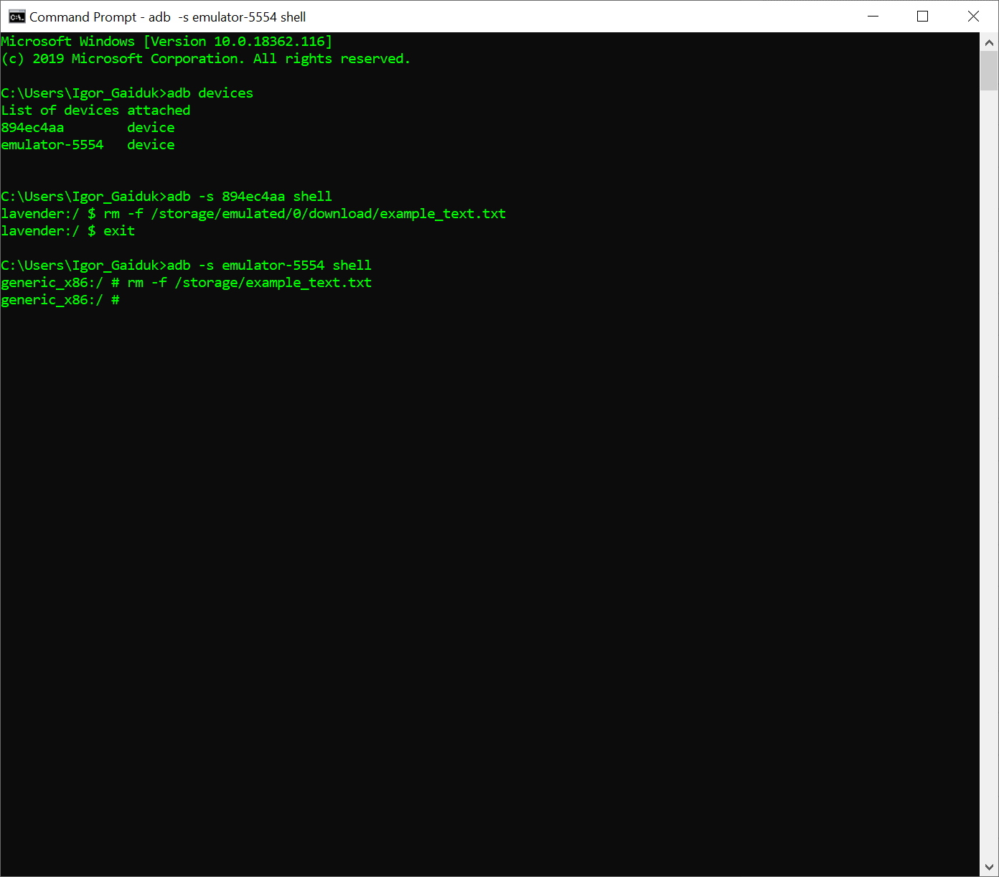 Command Prompt - adb  -s emulator-5554 shell
Microsoft Windows [Version 10.0.18362.116]
(c) 2019 Microsoft Corporation. All rights reserved.
C:\Users\Igor_Gaiduk>adb devices
List of devices attached
894ec4aa        device
emulator-5554   device
C:\Users\Igor_Gaiduk>adb -s 894ec4aa shell
lavender:/ $ rm -f /storage/emulated/0/download/example_text.txt
lavender:/ $ exit
C:\Users\Igor_Gaiduk>adb -s emulator-5554 shell
generic_x86:/ # rm -f /storage/example_text.txt
generic_x86:/ #